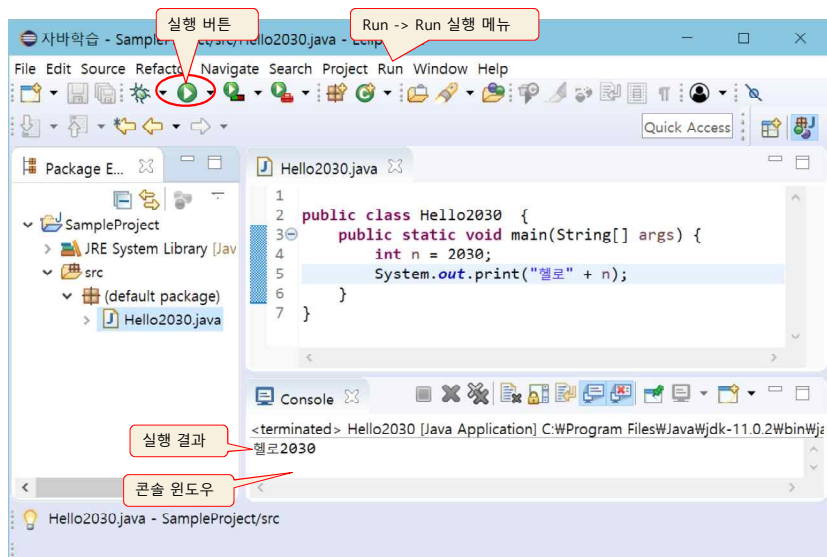 실행 버튼
Run -> Run 실행 메뉴
자바학습 - SampleProject/src/Hello2030.java - Eclip
File Edit Source Refactor Navigate Search Project Run Window Help
Quick Access
Package E...
Hello2030.java
SampleProject
JRE System Library [Jav
src
(default package)
Hello2030.java
1
2 public class Hello2030 {
3 public static void main(String[] args) {
4 int n = 2030;
5 System.out.print("헬로" + n);
6 }
7 }
Console
<terminated> Hello2030 [Java Application] C:₩Program Files₩Java₩jdk-11.0.2₩bin₩ja
실행 결과
헬로2030
콘솔 윈도우
Hello2030.java - SampleProject/src